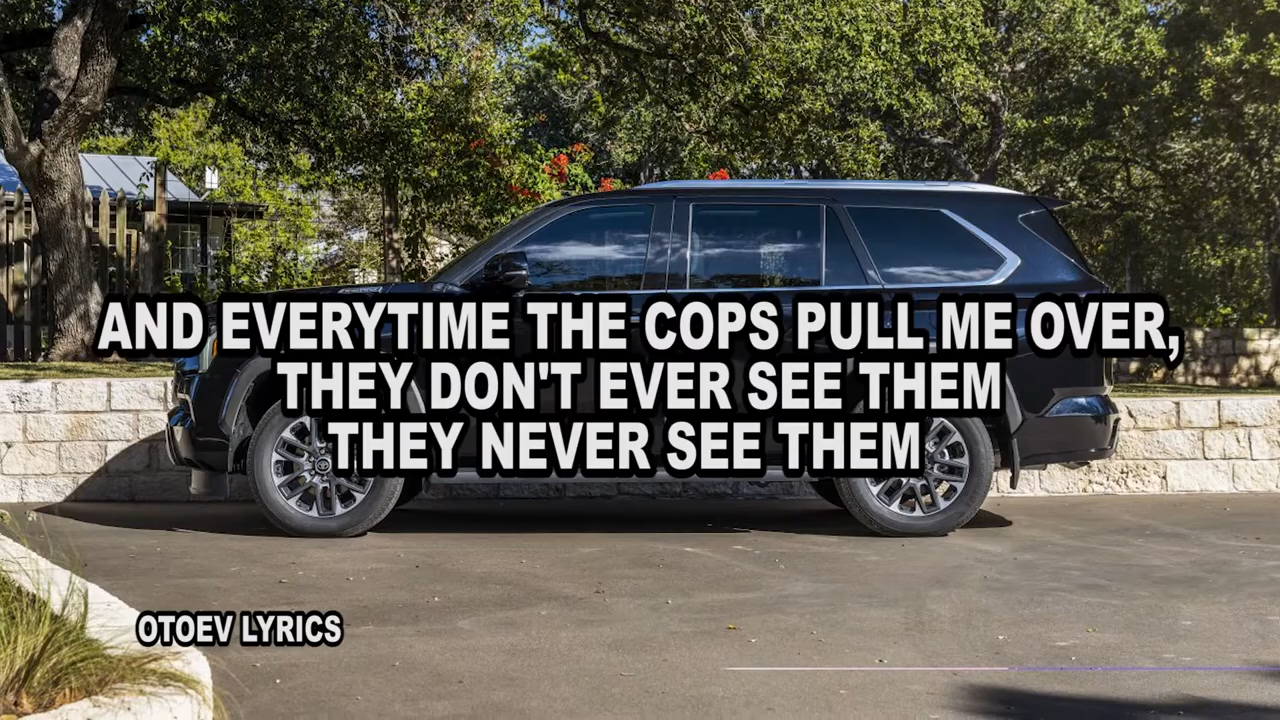 AND EVERYTIME THE COPS PULL ME OVER,
THEY DON'T EVER SEE THEM
THEY NEVER SEE THEM
OTOEV LYRICS